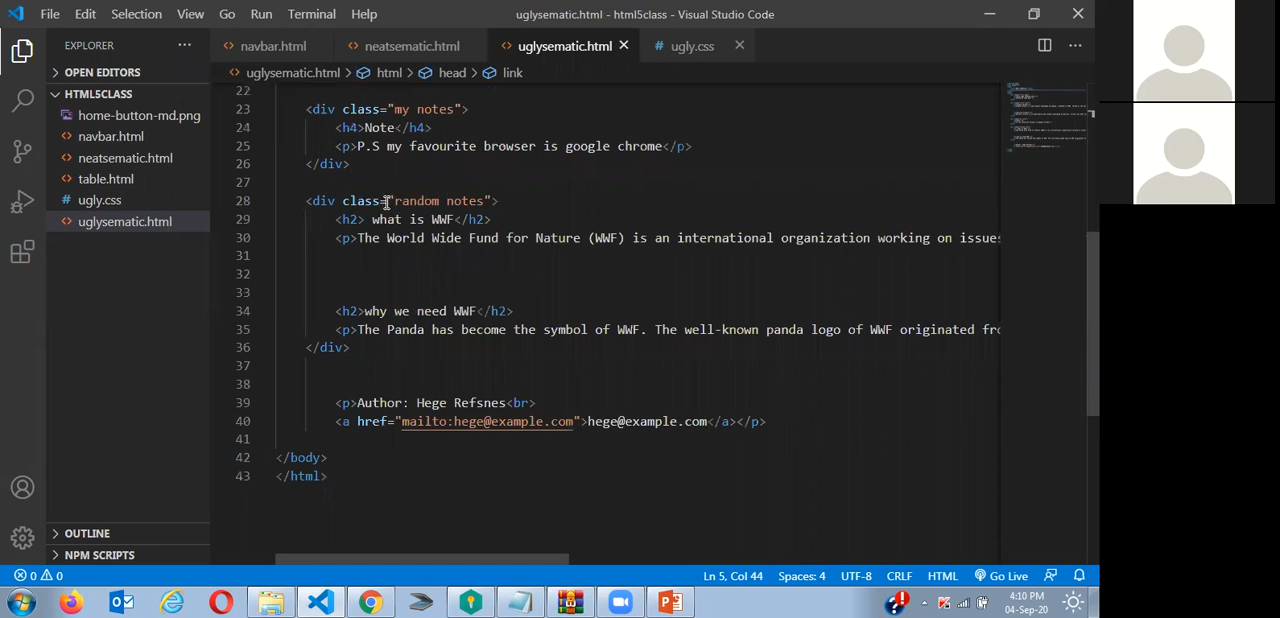 File Edit Selection View Go Run Terminal Help uglysematic.html - html5class - Visual Studio Code
EXPLORER navbar.html neatsematic.html uglysematic.html ugly.css
OPEN EDITORS uglysematic.html html head link
HTML5CLASS
home-button-md.png
navbar.html
neatsematic.html
table.html
ugly.css
uglysematic.html
OUTLINE
NPM SCRIPTS
22
23 <div class="my notes">
24 <h4>Note</h4>
25 <p>P.S my favourite browser is google chrome</p>
26 </div>
27
28 <div class="random notes">
29 <h2> what is WWF</h2>
30 <p>The World Wide Fund for Nature (WWF) is an international organization working on issues
31
32
33
34 <h2>why we need WWF</h2>
35 <p>The Panda has become the symbol of WWF. The well-known panda logo of WWF originated fro
36 </div>
37
38
39 <p>Author: Hege Refsnes<br>
40 <a href="mailto:hege@example.com">hege@example.com</a></p>
41
42 </body>
43 </html>
0 0 Ln 5, Col 44 Spaces: 4 UTF-8 CRLF HTML Go Live
4:10 PM
04-Sep-20